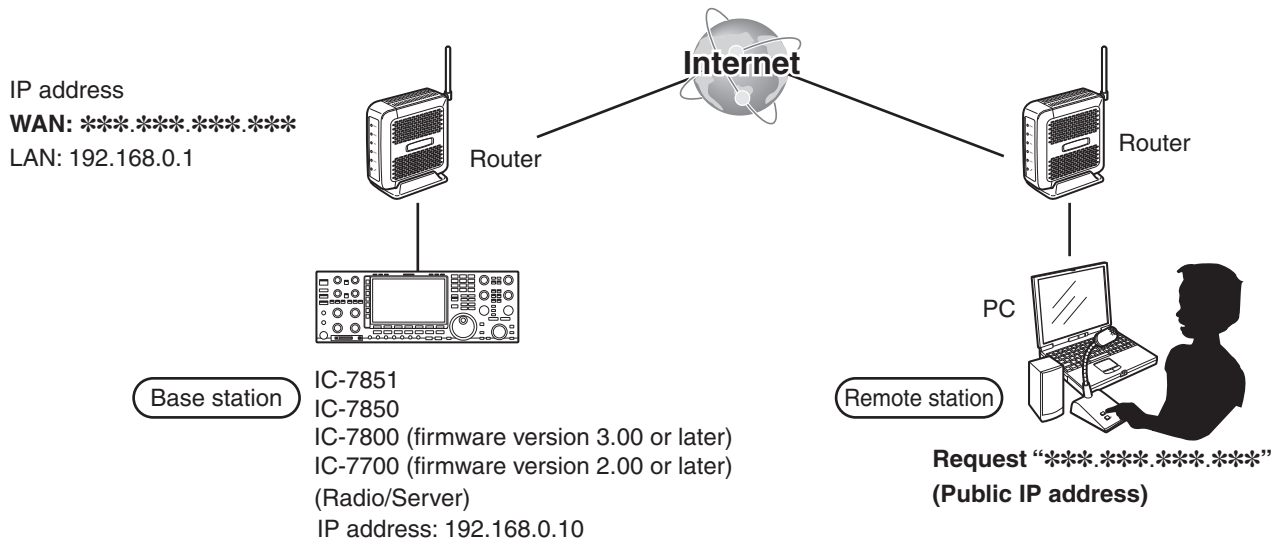 Internet
IP address
WAN: ***.***.***.***
LAN: 192.168.0.1
Router
Router
PC
Base station
IC-7851
IC-7850
IC-7800 (firmware version 3.00 or later)
IC-7700 (firmware version 2.00 or later)
(Radio/Server)
IP address: 192.168.0.10
Remote station
Request “***.***.***.***”
(Public IP address)